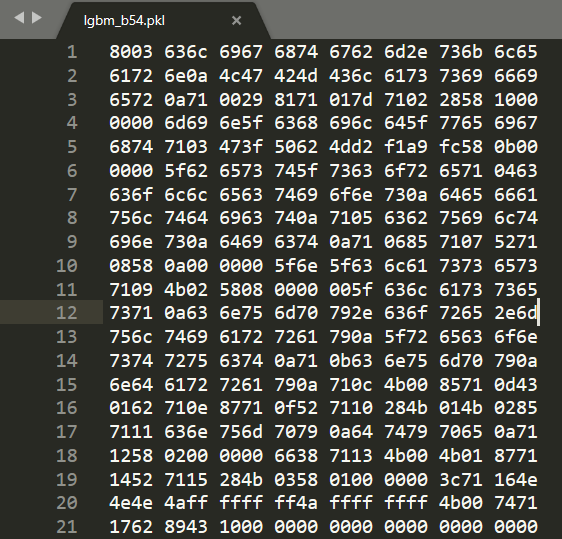 lgbm_b54.pkl ×
1 8003 636c 6967 6874 6762 6d2e 736b 6c65
2 6172 6e0a 4c47 424d 436c 6173 7369 6669
3 6572 0a71 0029 8171 017d 7102 2858 1000
4 0000 6d69 6e5f 6368 696c 645f 7765 6967
5 6874 7103 473f 5062 4dd2 f1a9 fc58 0b00
6 0000 5f62 6573 745f 7363 6f72 6571 0463
7 636f 6c6c 6563 7469 6f6e 730a 6465 6661
8 756c 7464 6963 740a 7105 6362 7569 6c74
9 696e 730a 6469 6374 0a71 0685 7107 5271
10 0858 0a00 0000 5f6e 5f63 6c61 7373 6573
11 7109 4b02 5808 0000 005f 636c 6173 7365
12 7371 0a63 6e75 6d70 792e 636f 7265 2e6d
13 756c 7469 6172 7261 790a 5f72 6563 6f6e
14 7374 7275 6374 0a71 0b63 6e75 6d70 790a
15 6e64 6172 7261 790a 710c 4b00 8571 0d43
16 0162 710e 8771 0f52 7110 284b 014b 0285
17 7111 636e 756d 7079 0a64 7479 7065 0a71
18 1258 0200 0000 6638 7113 4b00 4b01 8771
19 1452 7115 284b 0358 0100 0000 3c71 164e
20 4e4e 4aff ffff ff4a ffff ffff 4b00 7471
21 1762 8943 1000 0000 0000 0000 0000 0000